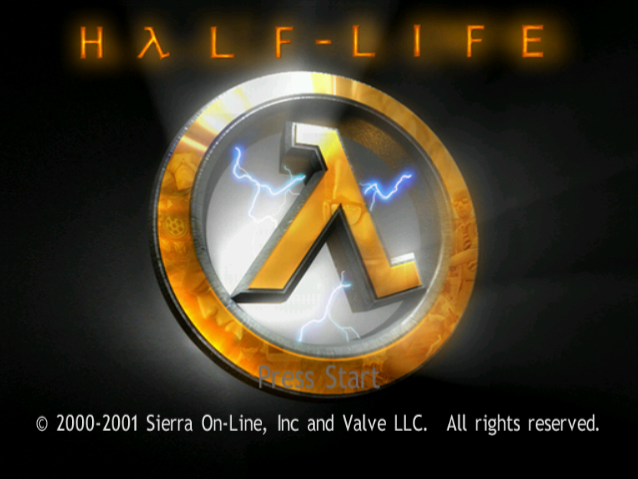 HλLF-LIFE
Press Start
© 2000-2001 Sierra On-Line, Inc and Valve LLC. All rights reserved.